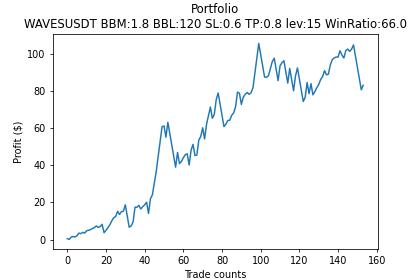 Portfolio
WAVESUSDT BBM:1.8 BBL:120 SL:0.6 TP:0.8 lev:15 WinRatio:66.0
100
80
60
40
20
0
Profit ($)
0 20 40 60 80 100 120 140 160
Trade counts